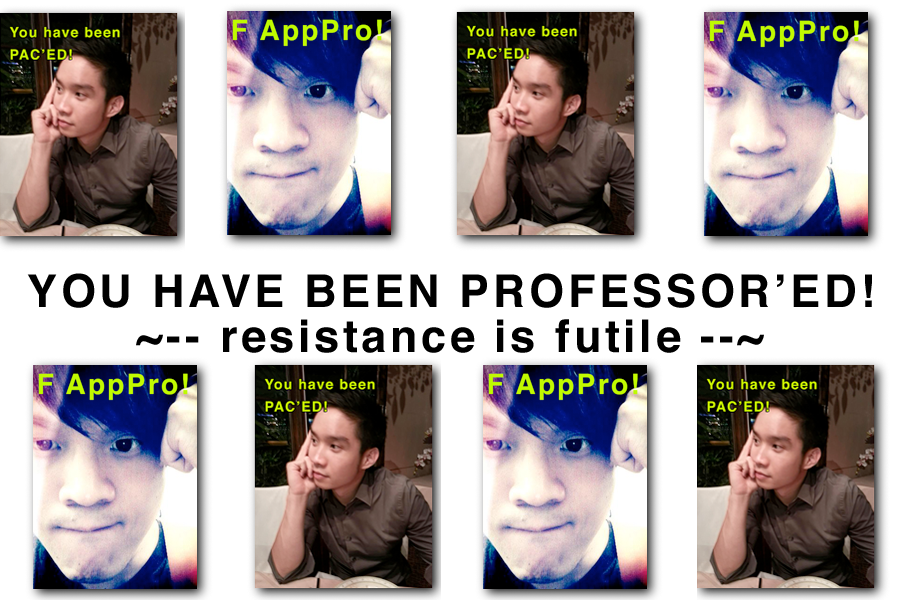 You have been
PAC'ED!
F AppPro!
You have been
PAC'ED!
F AppPro!
YOU HAVE BEEN PROFESSOR'ED!
~-- resistance is futile --~
F AppPro!
You have been
PAC'ED!
F AppPro!
You have been
PAC'ED!